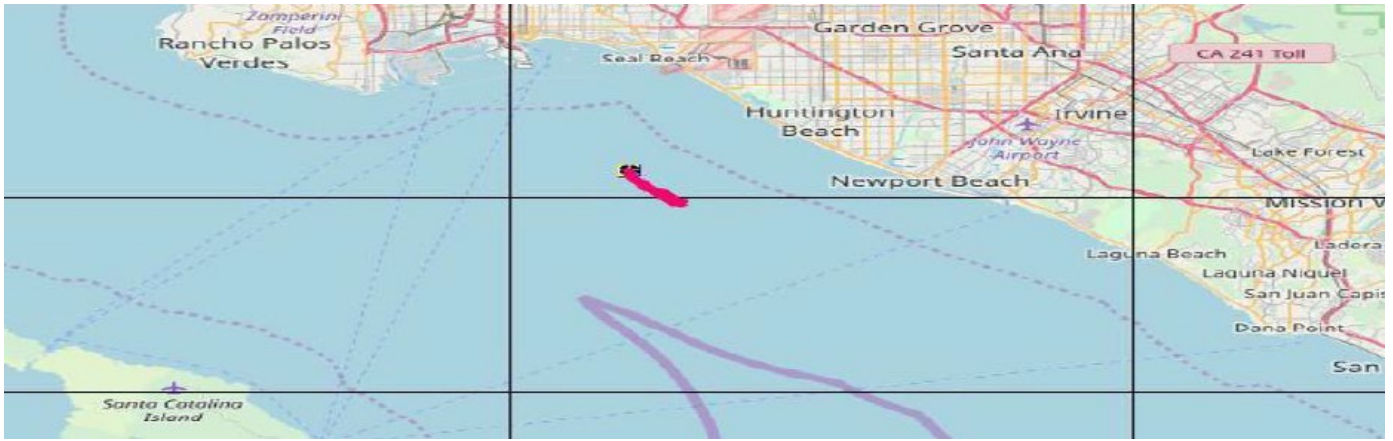 Zamperini
Field
Rancho Palos
Verdes
Seal Beach
Garden Grove
Santa Ana
CA 241 Toll
Huntington
Beach
Irvine
John Wayne
Airport
Lake Forest
Newport Beach
Mission V
Laguna Beach
Ladera
Laguna Niguel
San Juan Capis
Dana Point
San
Santa Catalina
Island